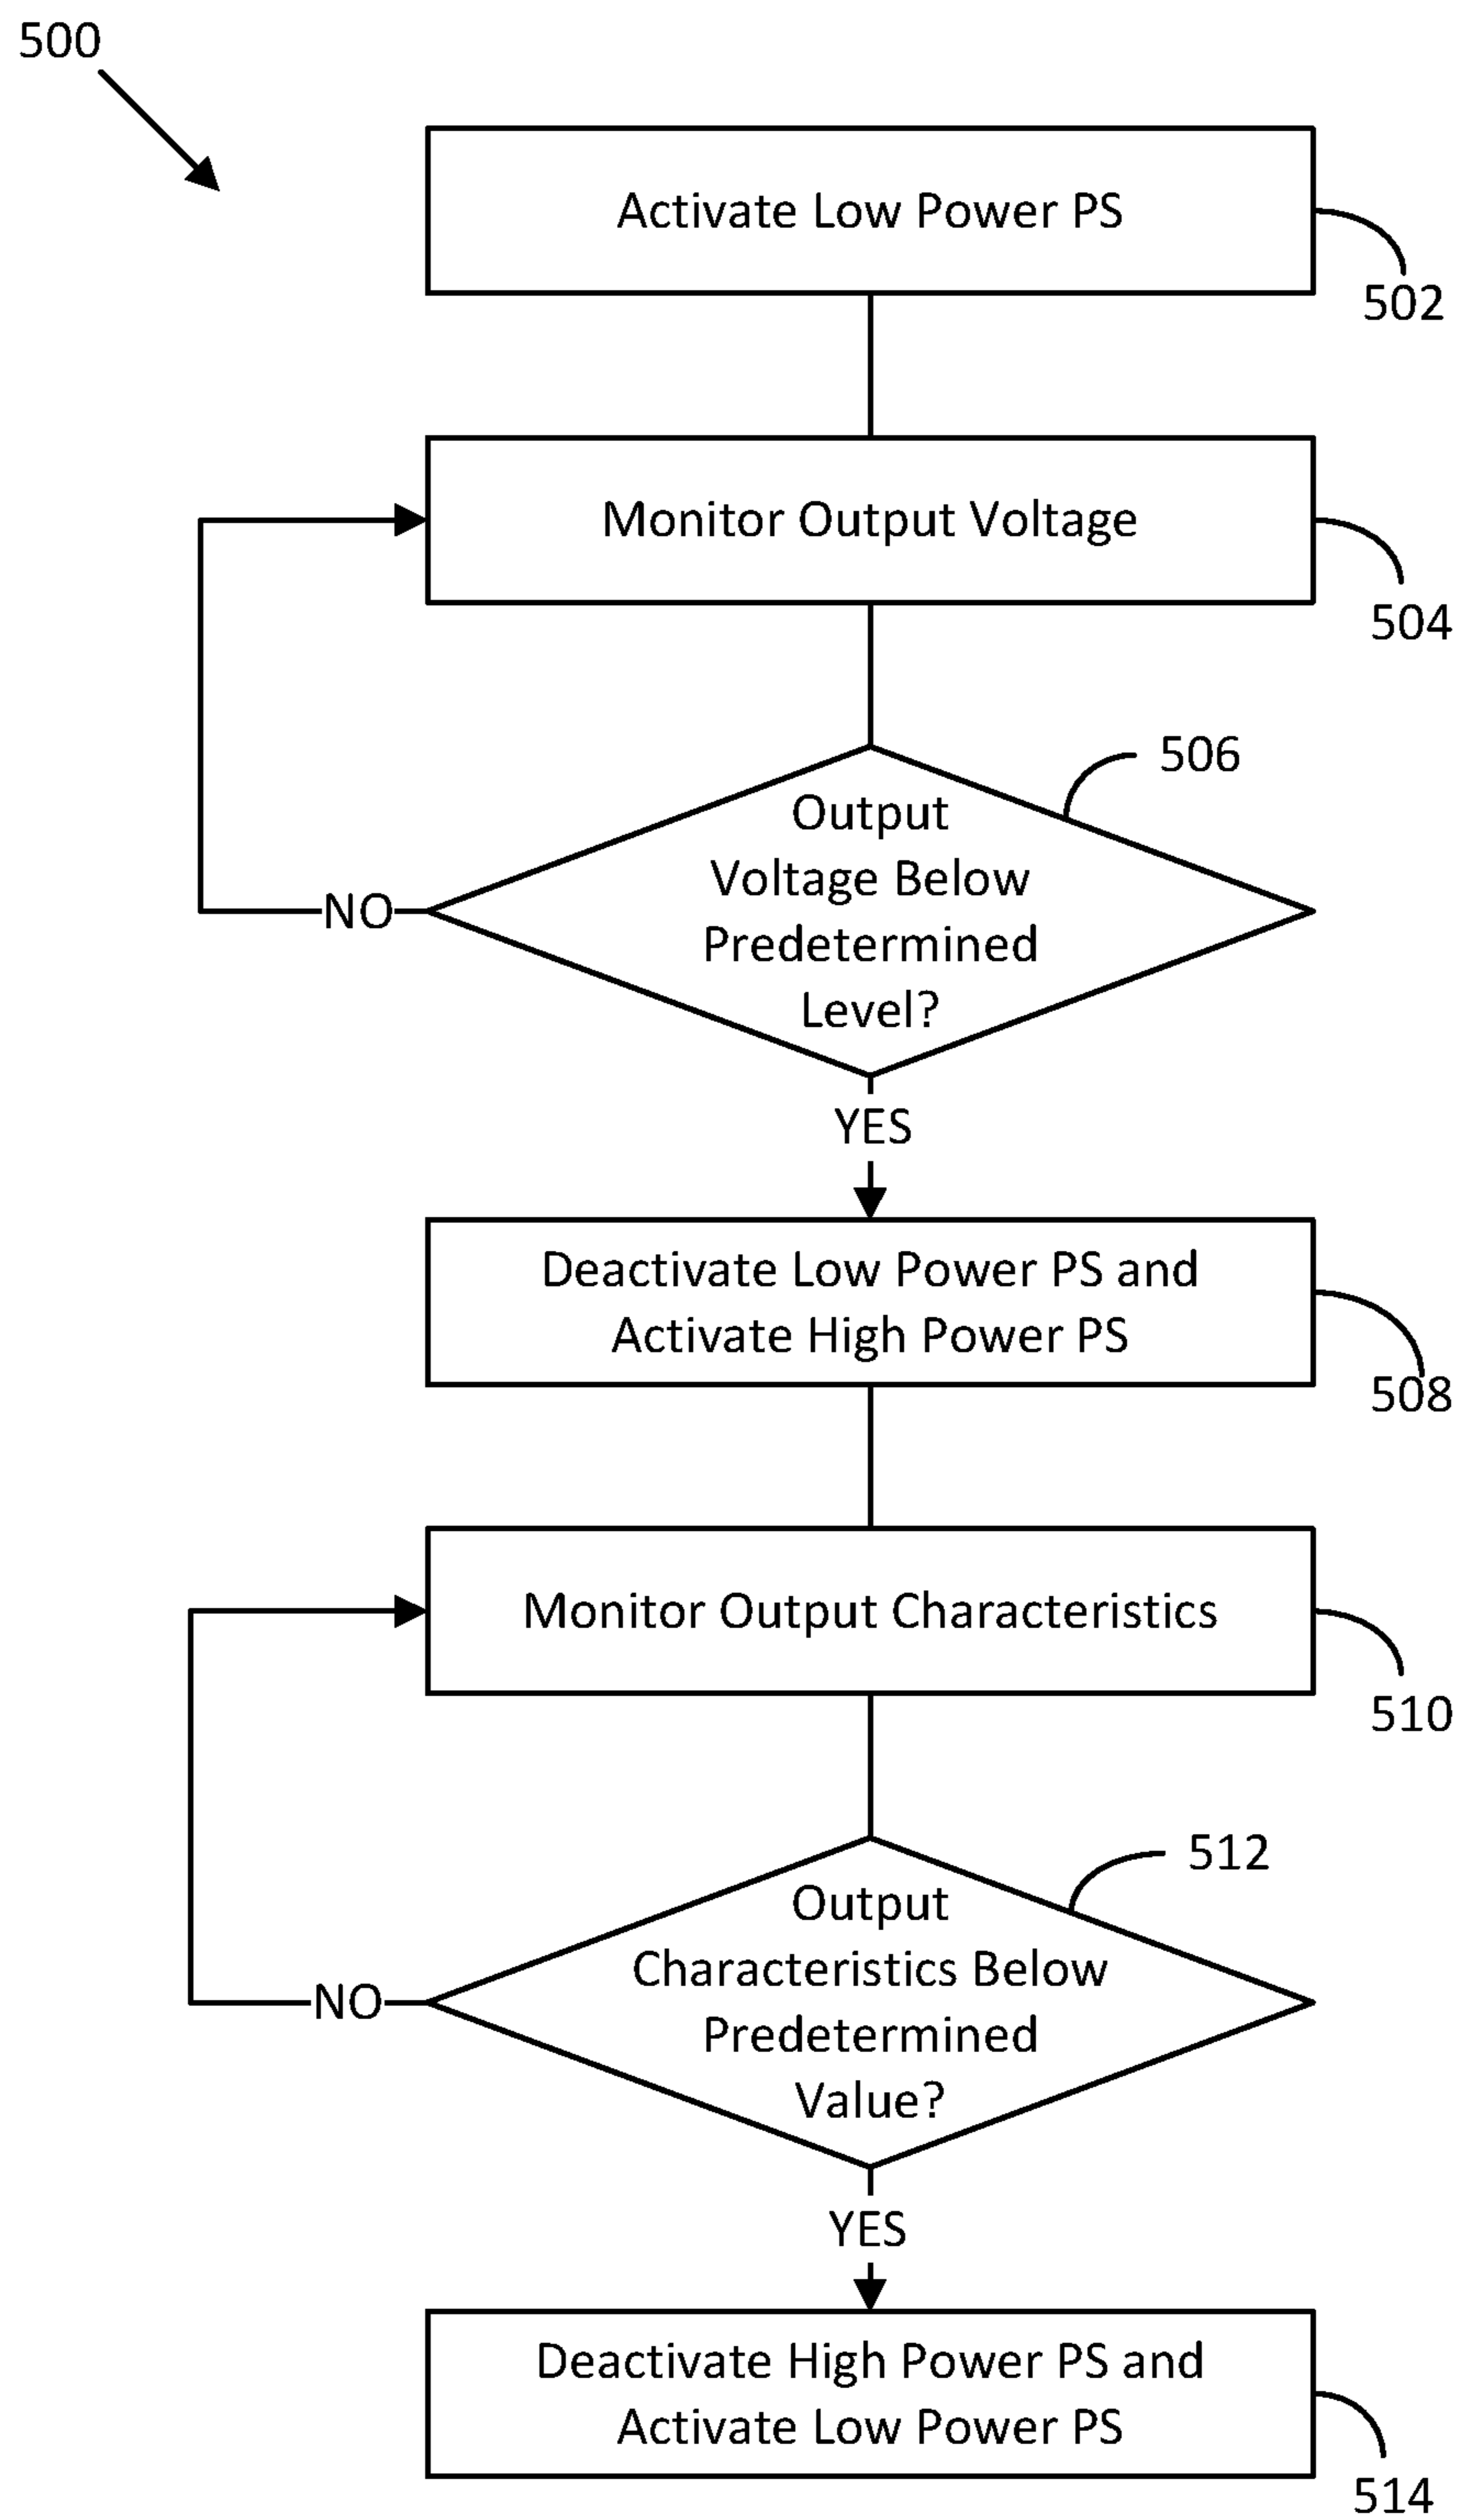 500
Activate Low Power PS
502
Monitor Output Voltage
504
506
Output
Voltage Below
Predetermined
Level?
NO
YES
Deactivate Low Power PS and
Activate High Power PS
508
Monitor Output Characteristics
510
512
Output
Characteristics Below
Predetermined
Value?
NO
YES
Deactivate High Power PS and
Activate Low Power PS
514